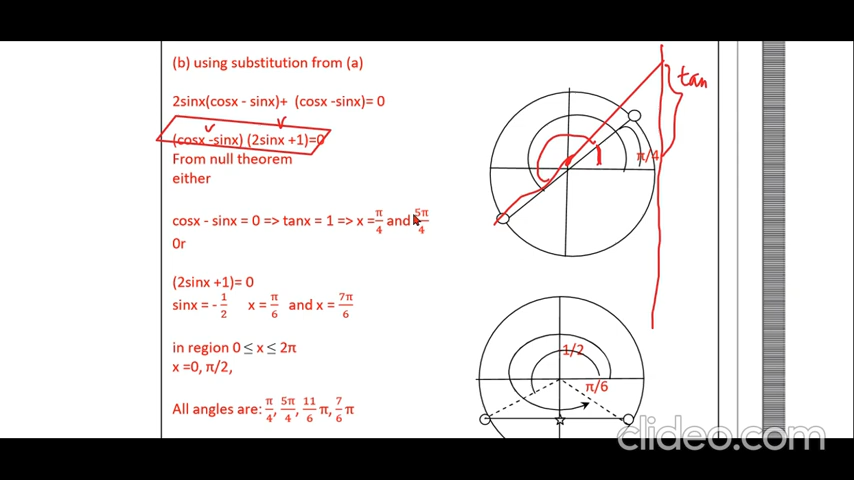 (b) using substitution from (a)
2sinx(cosx - sinx)+ (cosx -sinx)= 0
(cosx -sinx) (2sinx +1)=0
From null theorem
either
cosx - sinx = 0 => tanx = 1 => x = π/4 and 5π/4
0r
(2sinx +1)= 0
sinx = - 1/2 x = π/6 and x = 7π/6
in region 0 ≤ x ≤ 2π
x =0, π/2,
All angles are: π/4, 5π/4, 11/6 π, 7/6 π
tan
π/4
1/2
π/6
clideo.com